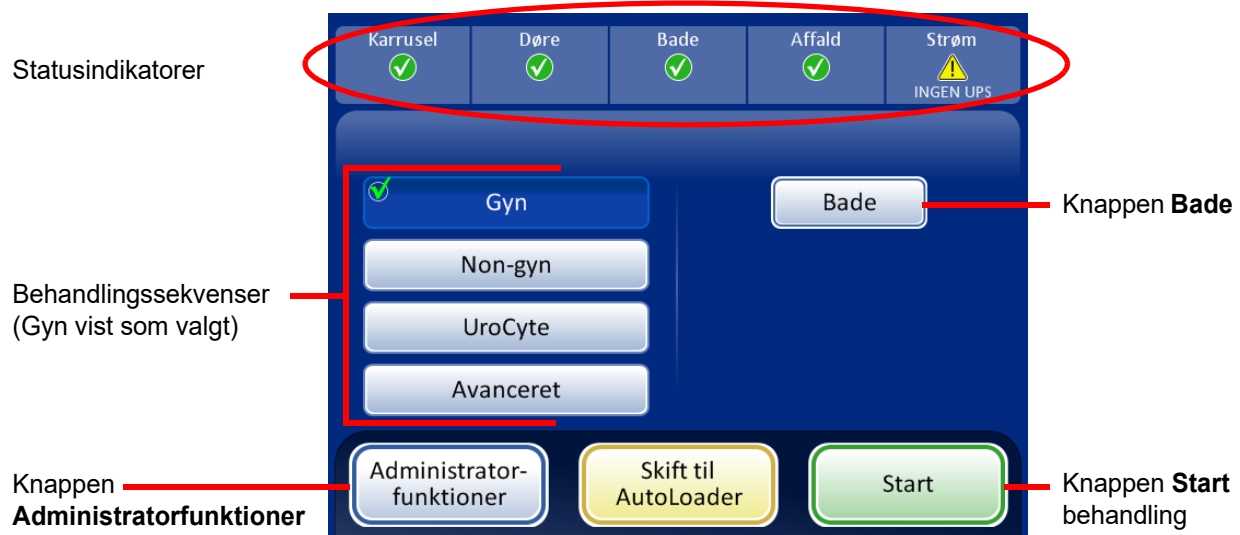 Statusindikatorer
Karrusel
Døre
Bade
Affald
Strøm
INGEN UPS
Gyn
Non-gyn
UroCyte
Avanceret
Bade
Knappen Bade
Behandlingssekvenser
(Gyn vist som valgt)
Administrator-
funktioner
Skift til
AutoLoader
Start
Knappen
Administratorfunktioner
Knappen Start
behandling